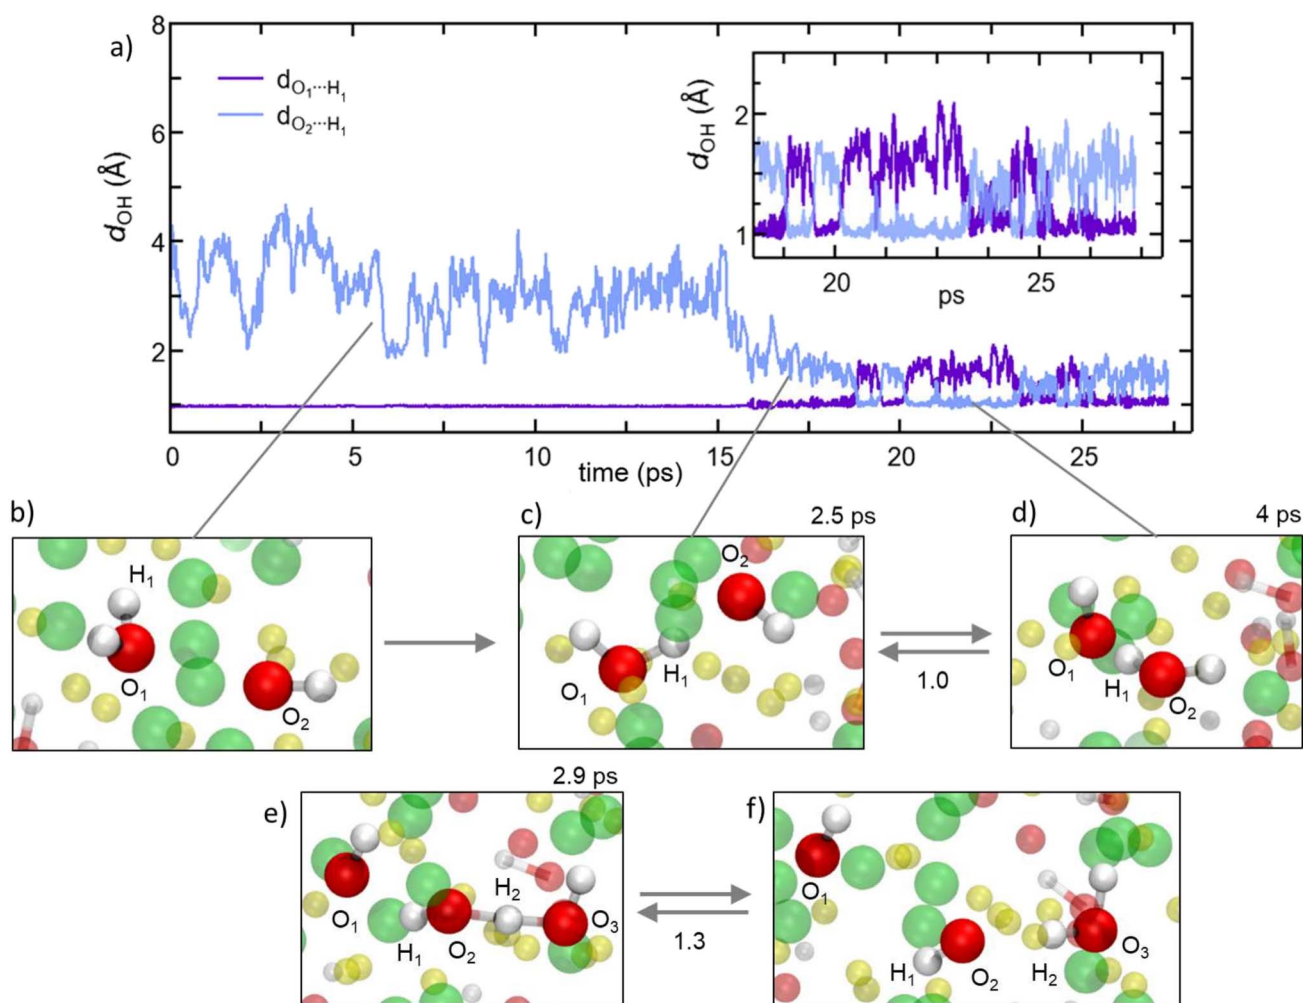 a)
8
6
4
2
d_OH (Å)
d_O₁···H₁
d_O₂···H₁
0
5
10
15
20
25
time (ps)
d_OH (Å)
2
1
20
25
ps
b)
H₁
O₁
O₂
c)
2.5 ps
O₂
O₁
H₁
1.0
d)
4 ps
O₁
H₁
O₂
e)
2.9 ps
O₁
H₁
O₂
H₂
O₃
1.3
f)
O₁
H₁
O₂
H₂
O₃